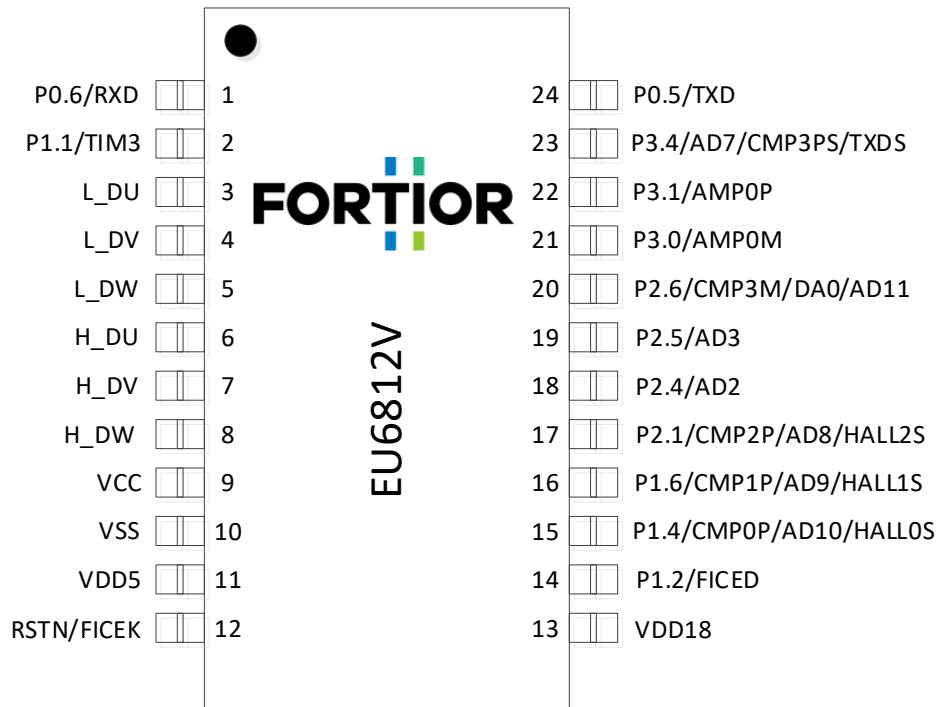 P0.6/RXD 1 24 P0.5/TXD
P1.1/TIM3 2 23 P3.4/AD7/CMP3PS/TXDS
L_DU 3 FORTIOR 22 P3.1/AMP0P
L_DV 4 21 P3.0/AMP0M
L_DW 5 20 P2.6/CMP3M/DA0/AD11
H_DU 6 19 P2.5/AD3
H_DV 7 18 P2.4/AD2
H_DW 8 17 P2.1/CMP2P/AD8/HALL2S
VCC 9 16 P1.6/CMP1P/AD9/HALL1S
VSS 10 15 P1.4/CMP0P/AD10/HALL0S
VDD5 11 14 P1.2/FICED
RSTN/FICEK 12 13 VDD18
EU6812V